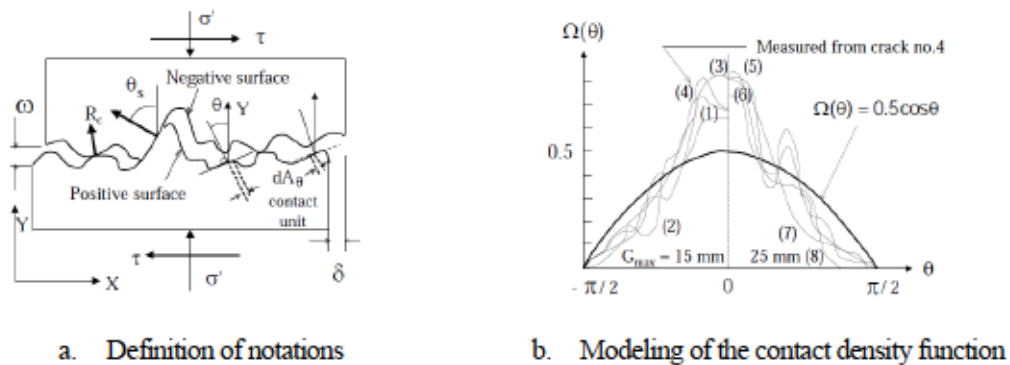 σ'
τ
Negative surface
θs
θ
Y
ω
Rc
Positive surface
dAθ
contact
unit
Y
X
τ
σ'
δ
a. Definition of notations
Ω(θ)
Measured from crack no.4
(3)
(5)
(4)
(6)
(1)
Ω(θ) = 0.5cosθ
0.5
(2)
(7)
Gmax = 15 mm
25 mm (8)
θ
- π/2
0
π/2
b. Modeling of the contact density function